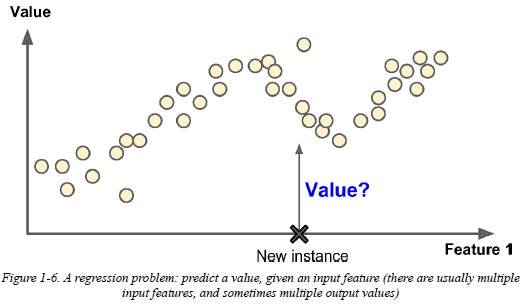 Value
Value?
New instance
Feature 1
Figure 1-6. A regression problem: predict a value, given an input feature (there are usually multiple
input features, and sometimes multiple output values)